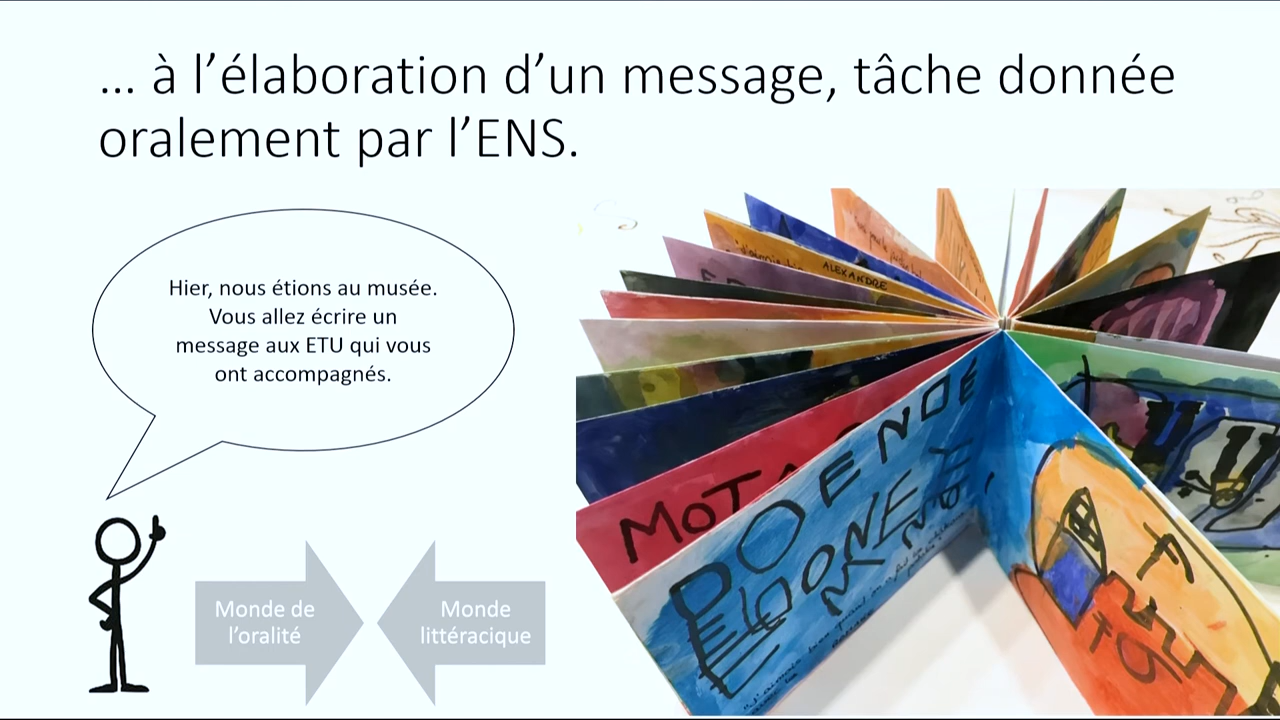 … à l’élaboration d’un message, tâche donnée
oralement par l’ENS.
Hier, nous étions au musée.
Vous allez écrire un
message aux ETU qui vous
ont accompagnés.
Monde de
l’oralité
Monde
littéracique
ALEXANDRE